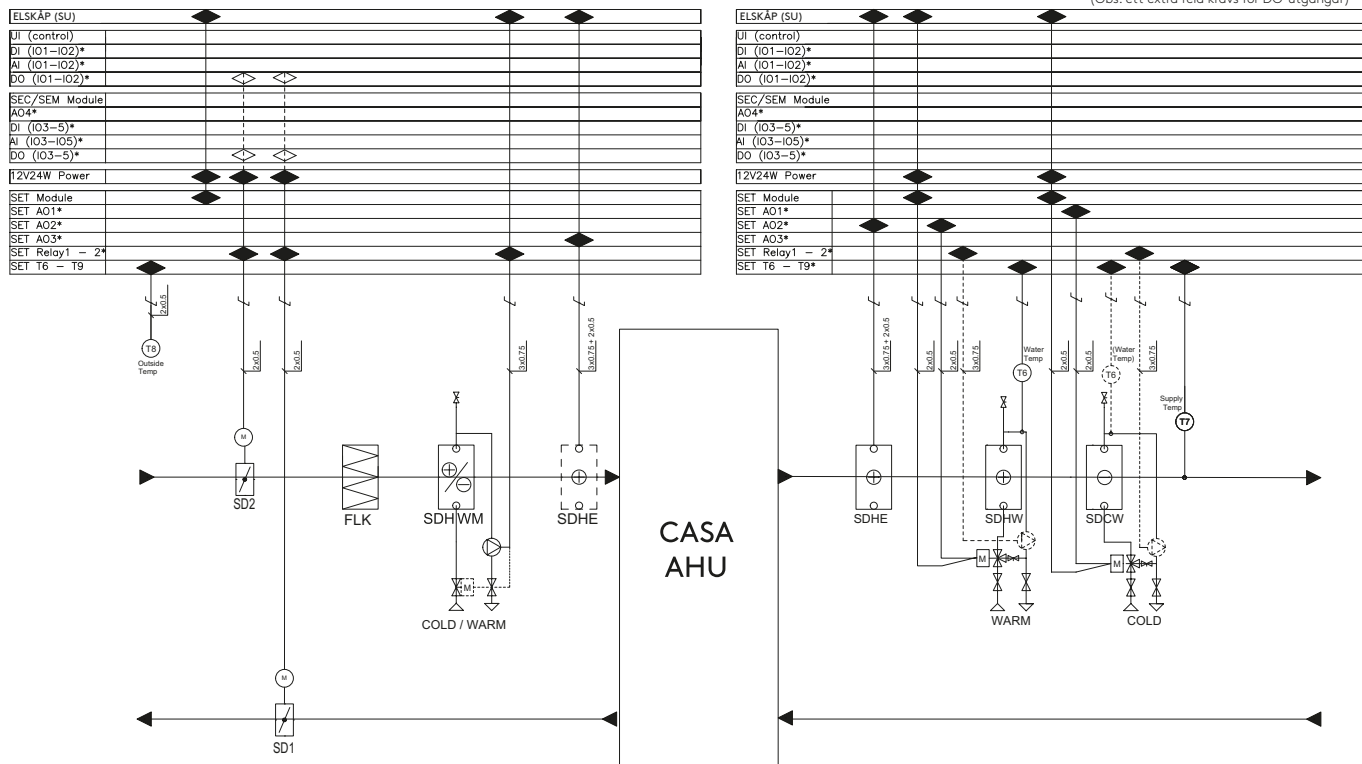 (Obs. ett extra relä krävs för DO-utgångar)
ELSKÅP (SU)
UI (control)
DI (IO1-IO2)*
AI (IO1-IO2)*
DO (IO1-IO2)*
SEC/SEM Module
AO4*
DI (IO3-5)*
AI (IO3-IO5)*
DO (IO3-5)*
12V24W Power
SET Module
SET AO1*
SET AO2*
SET AO3*
SET Relay1 - 2*
SET T6 - T9
ELSKÅP (SU)
UI (control)
DI (IO1-IO2)*
AI (IO1-IO2)*
DO (IO1-IO2)*
SEC/SEM Module
AO4*
DI (IO3-5)*
AI (IO3-IO5)*
DO (IO3-5)*
12V24W Power
SET Module
SET AO1*
SET AO2*
SET AO3*
SET Relay1 - 2*
SET T6 - T9*
2x0.5
T8
Outside
Temp
2x0.5
2x0.5
3x0.75
3x0.75 + 2x0.5
M
SD2
FLK
SDHWM
SDHE
M
COLD / WARM
M
SD1
CASA
AHU
3x0.75 + 2x0.5
2x0.5
2x0.5
3x0.75
Water
Temp
T6
2x0.5
2x0.5
(Water
Temp)
T6
3x0.75
Supply
Temp
T7
SDHE
SDHW
SDCW
M
M
WARM
COLD